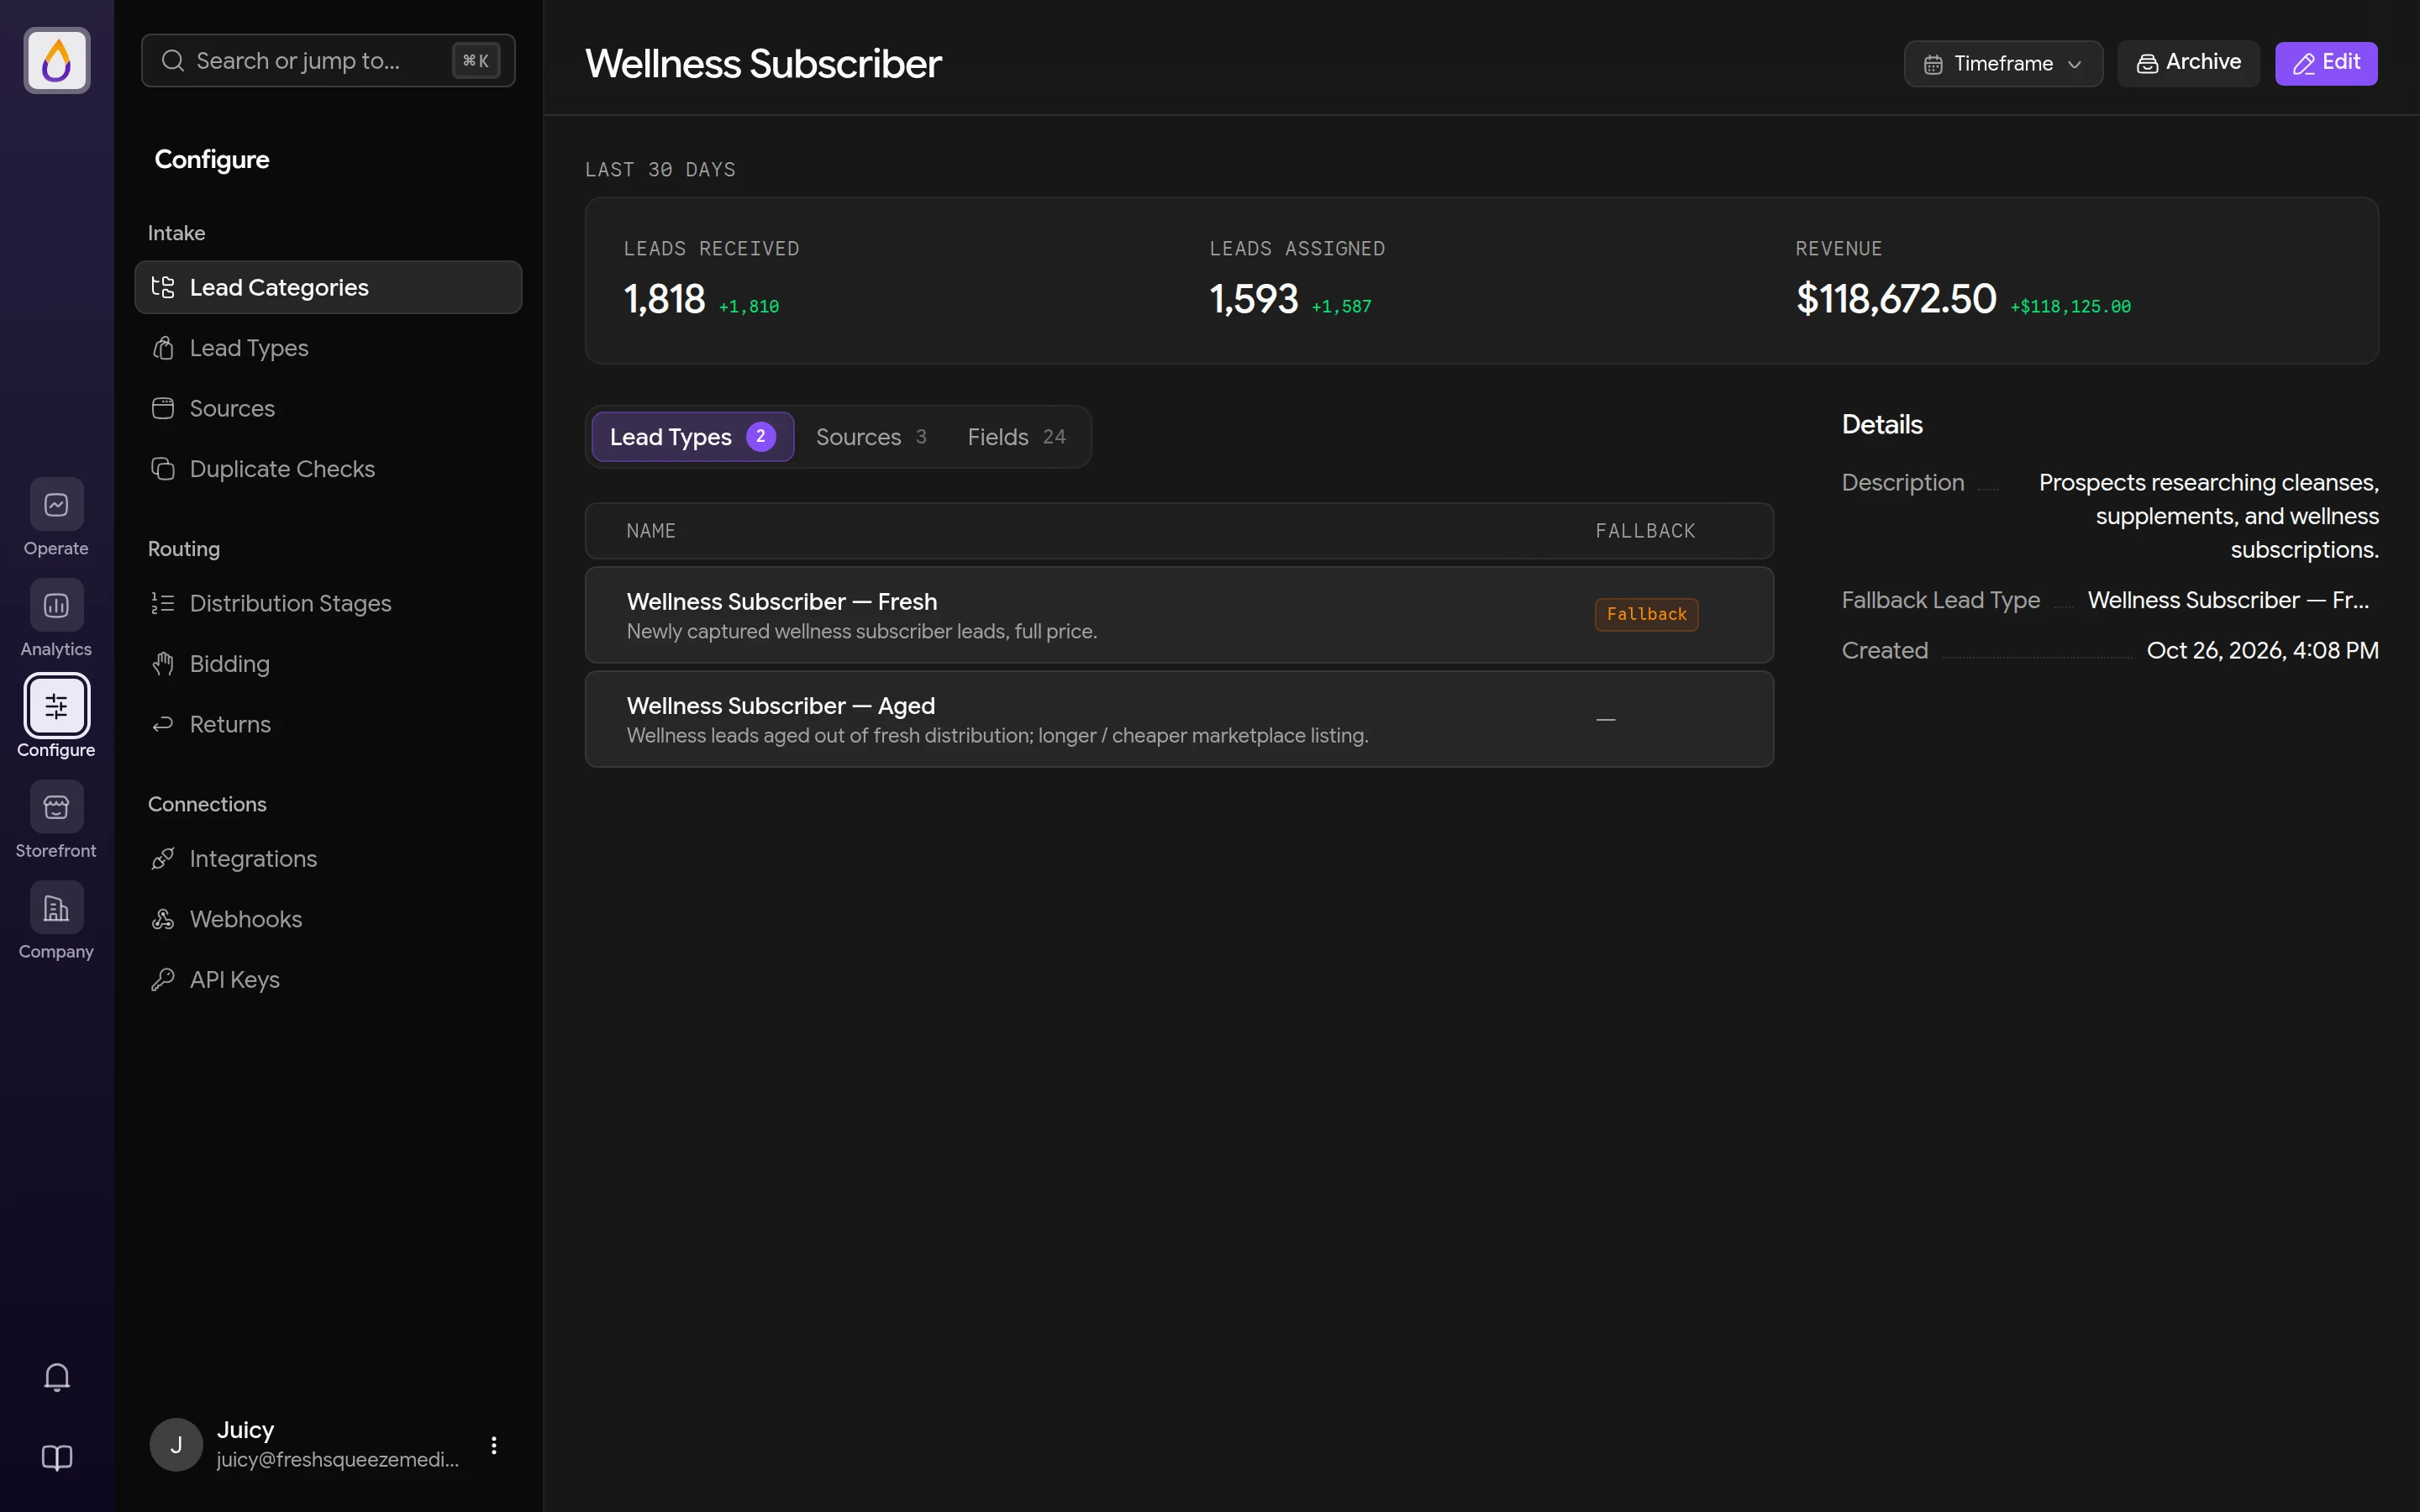 Search or jump to...
⌘K
Configure
Intake
Lead Categories
Lead Types
Sources
Duplicate Checks
Routing
Distribution Stages
Bidding
Returns
Connections
Integrations
Webhooks
API Keys
Operate
Analytics
Configure
Storefront
Company
J
Juicy
juicy@freshsqueezemedi...
Wellness Subscriber
Timeframe
Archive
Edit
LAST 30 DAYS
LEADS RECEIVED
1,818 +1,810
LEADS ASSIGNED
1,593 +1,587
REVENUE
$118,672.50 +$118,125.00
Lead Types 2
Sources 3
Fields 24
NAME
FALLBACK
Wellness Subscriber — Fresh
Newly captured wellness subscriber leads, full price.
Fallback
Wellness Subscriber — Aged
Wellness leads aged out of fresh distribution; longer / cheaper marketplace listing.
—
Details
Description Prospects researching cleanses,
supplements, and wellness
subscriptions.
Fallback Lead Type Wellness Subscriber — Fr...
Created Oct 26, 2026, 4:08 PM